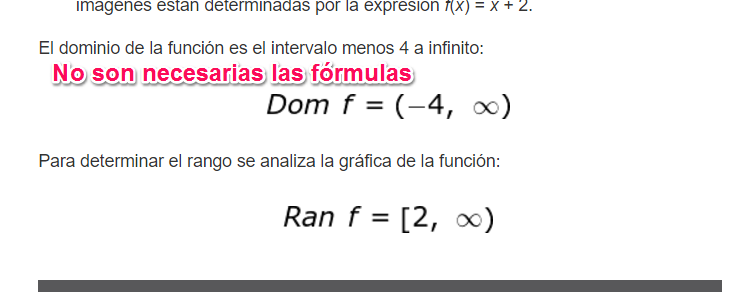 imágenes están determinadas por la expresión f(x) = x + 2.
El dominio de la función es el intervalo menos 4 a infinito:
No son necesarias las fórmulas
Dom f = (−4, ∞)
Para determinar el rango se analiza la gráfica de la función:
Ran f = [2, ∞)